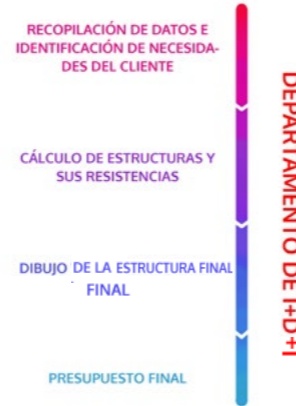 RECOPILACIÓN DE DATOS E
IDENTIFICACIÓN DE NECESIDA-
DES DEL CLIENTE
CÁLCULO DE ESTRUCTURAS Y
SUS RESISTENCIAS
DIBUJO DE LA ESTRUCTURA FINAL
FINAL
PRESUPUESTO FINAL
DEPARTAMENTO DE I+D+I